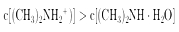 c[(CH₃)₂NH₂⁺)] > c[(CH₃)₂NH · H₂O]